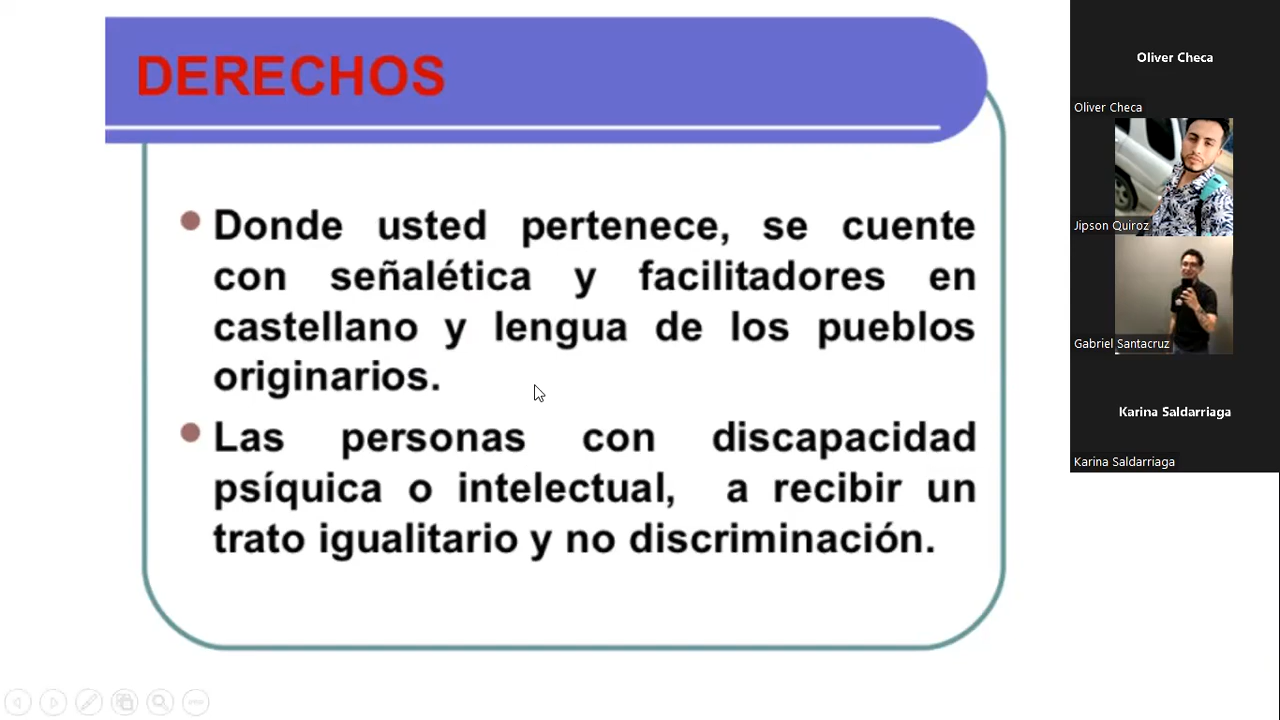 DERECHOS
Donde usted pertenece, se cuente
con señalética y facilitadores en
castellano y lengua de los pueblos
originarios.
Las personas con discapacidad
psíquica o intelectual, a recibir un
trato igualitario y no discriminación.
Oliver Checa
Oliver Checa
Jipson Quiroz
Gabriel Santacruz
Karina Saldarriaga
Karina Saldarriaga